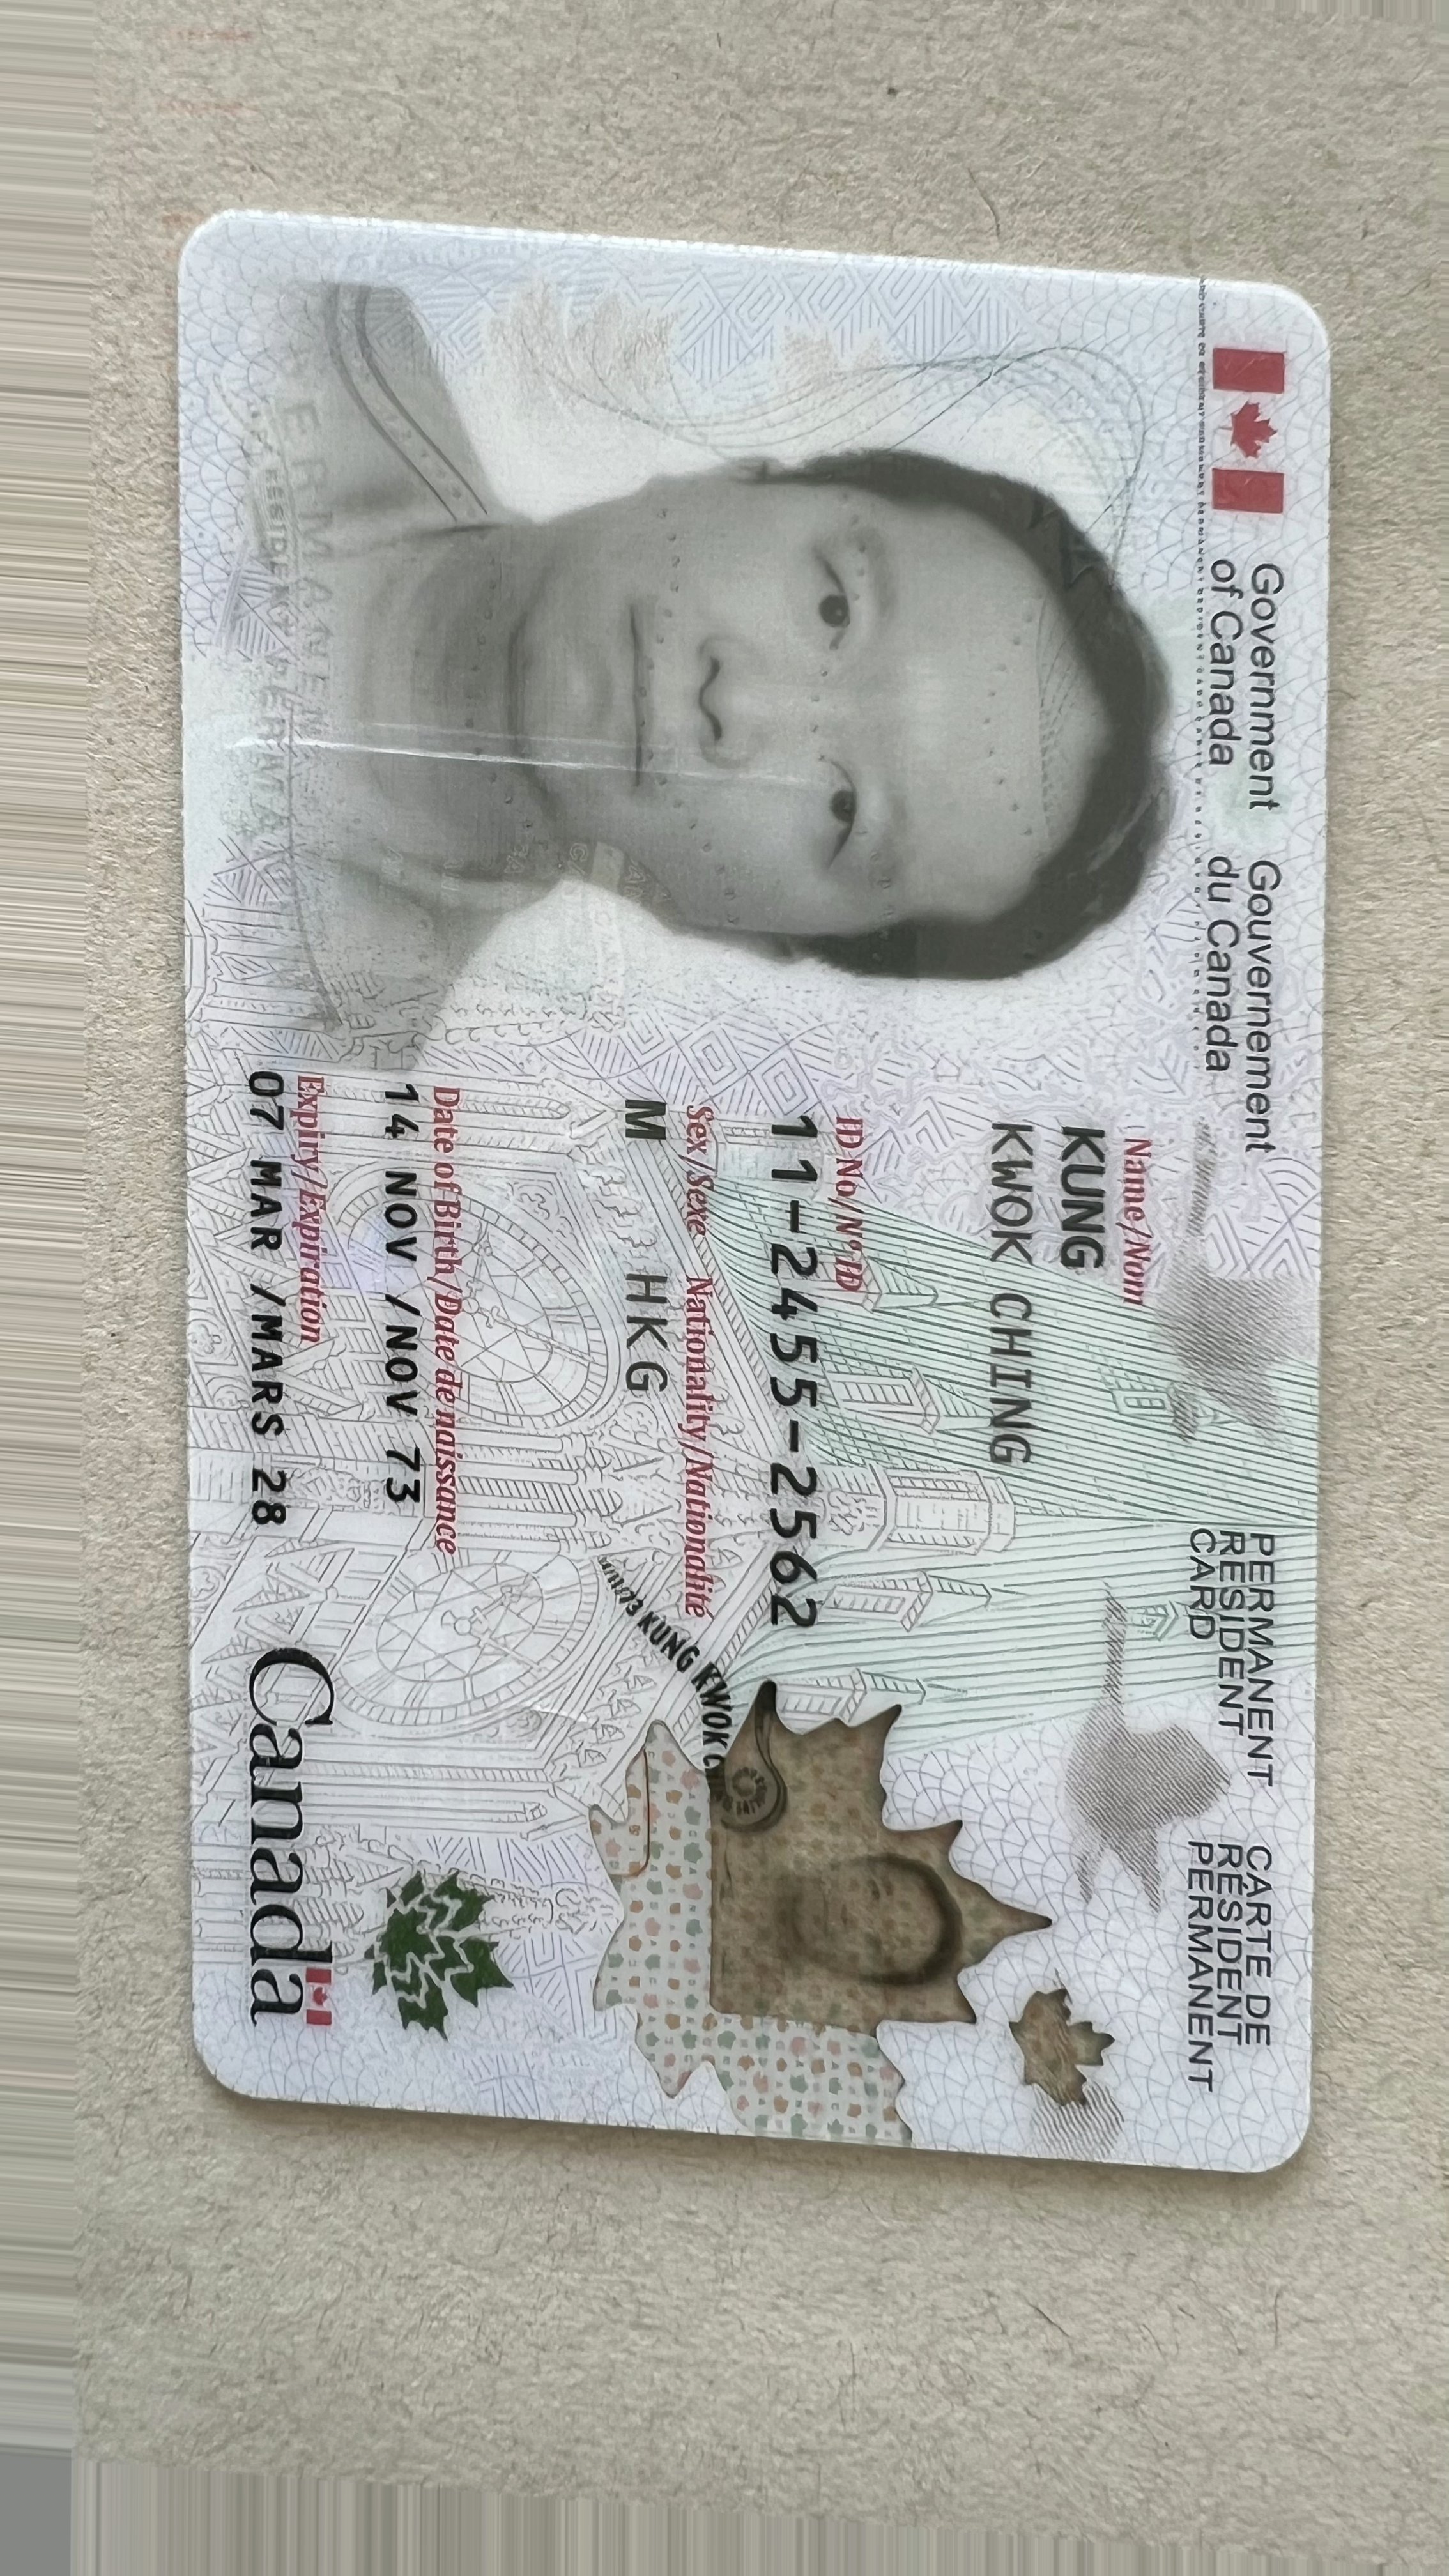 Government of Canada
Gouvernement du Canada
PERMANENT RESIDENT CARD
CARTE DE RÉSIDENT PERMANENT
Name/Nom
KUNG
KWOK CHING
ID No/Nº ID
11-2455-2562
Sex/Sexe Nationality/Nationalité
M HKG
Date of Birth/Date de naissance
14 NOV /NOV 73
Expiry/Expiration
07 MAR /MARS 28
73 KUNG KWOK C
Canada